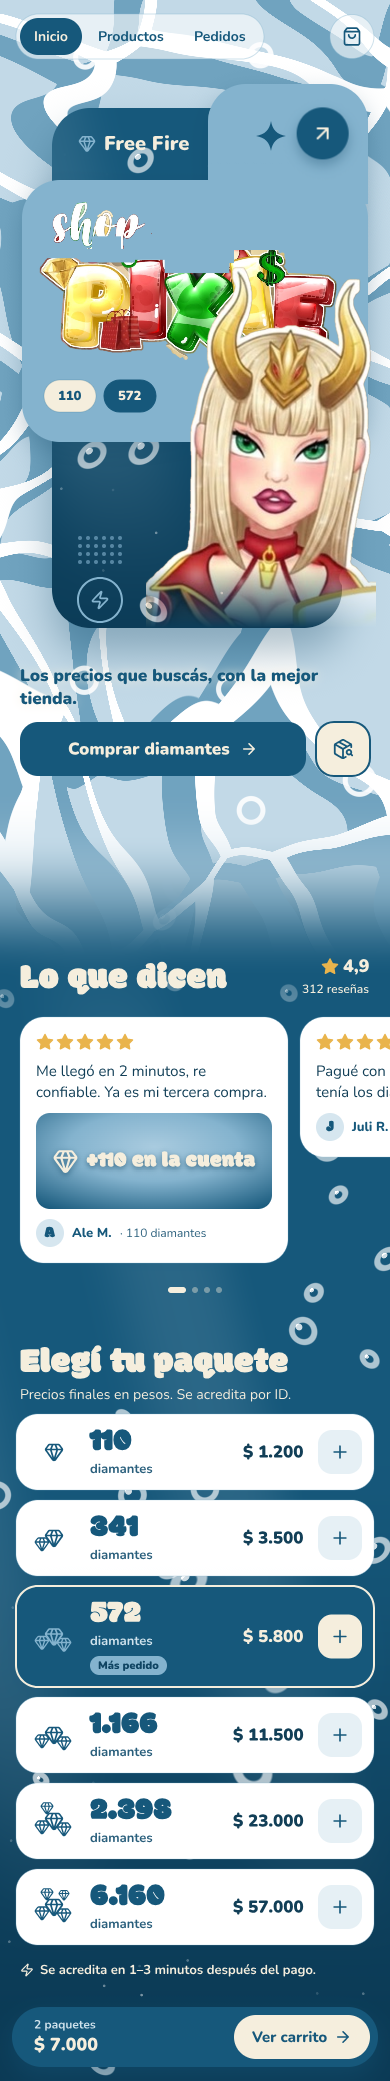 Inicio Productos Pedidos
Free Fire
shop
PIXIE
$
110 572
Los precios que buscás, con la mejor
tienda.
Comprar diamantes
Lo que dicen
4,9
312 reseñas
Me llegó en 2 minutos, re
confiable. Ya es mi tercera compra.
+110 en la cuenta
A Ale M. · 110 diamantes
Pagué con
tenía los di
J Juli R.
Elegí tu paquete
Precios finales en pesos. Se acredita por ID.
110
diamantes
$ 1.200
341
diamantes
$ 3.500
572
diamantes
Más pedido
$ 5.800
1.166
diamantes
$ 11.500
2.398
diamantes
$ 23.000
6.160
diamantes
$ 57.000
Se acredita en 1–3 minutos después del pago.
2 paquetes
$ 7.000
Ver carrito